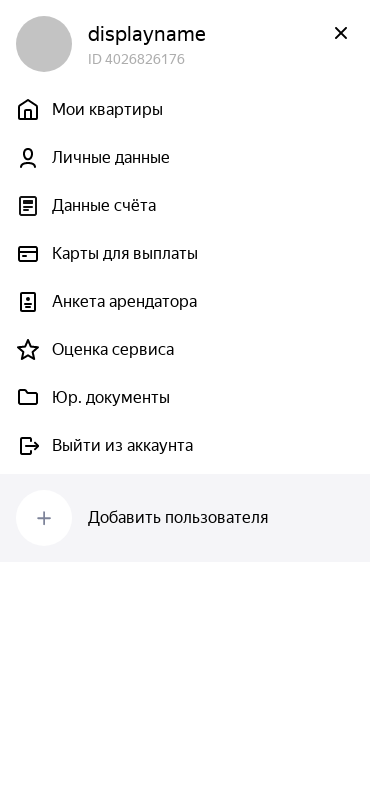 displayname
ID 4026826176
Мои квартиры
Личные данные
Данные счёта
Карты для выплаты
Анкета арендатора
Оценка сервиса
Юр. документы
Выйти из аккаунта
Добавить пользователя